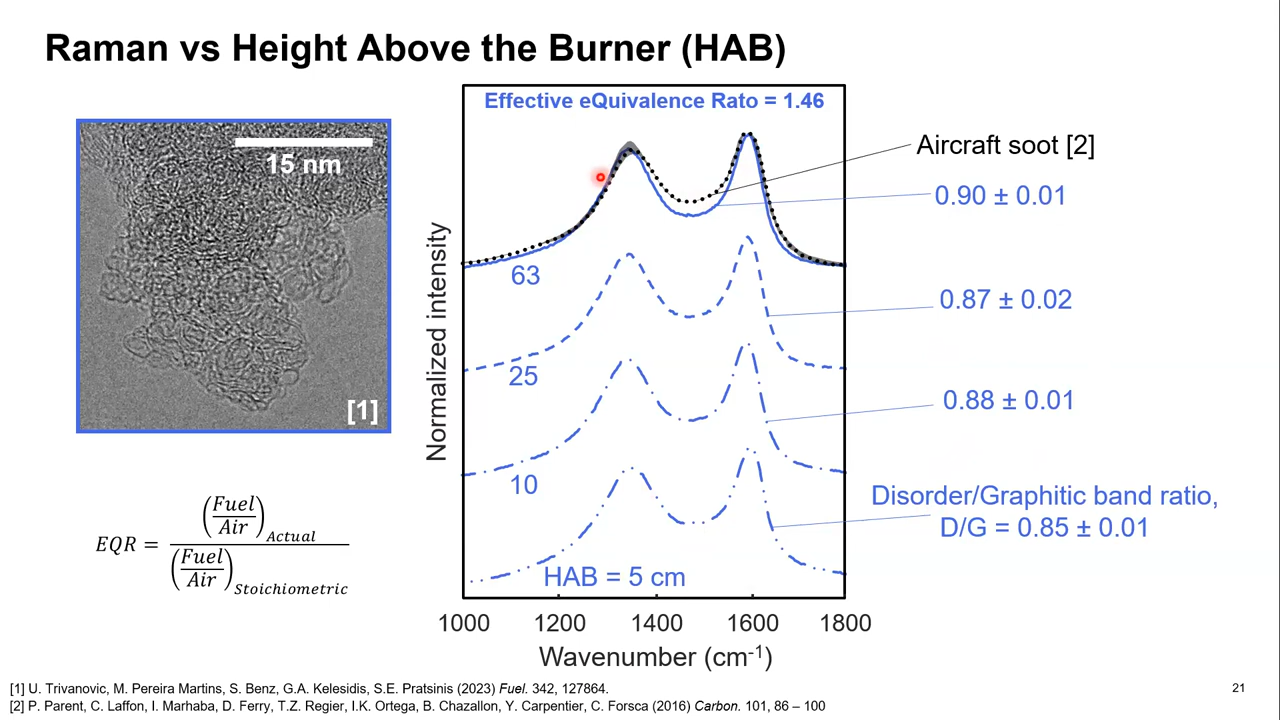 Raman vs Height Above the Burner (HAB)
15 nm
[1]
EQR = (Fuel/Air)Actual / (Fuel/Air)Stoichiometric
Effective eQuivalence Rato = 1.46
Normalized intensity
63
25
10
HAB = 5 cm
1000 1200 1400 1600 1800
Wavenumber (cm-1)
Aircraft soot [2]
0.90 ± 0.01
0.87 ± 0.02
0.88 ± 0.01
Disorder/Graphitic band ratio,
D/G = 0.85 ± 0.01
[1] U. Trivanovic, M. Pereira Martins, S. Benz, G.A. Kelesidis, S.E. Pratsinis (2023) Fuel. 342, 127864.
[2] P. Parent, C. Laffon, I. Marhaba, D. Ferry, T.Z. Regier, I.K. Ortega, B. Chazallon, Y. Carpentier, C. Forsca (2016) Carbon. 101, 86 – 100
21